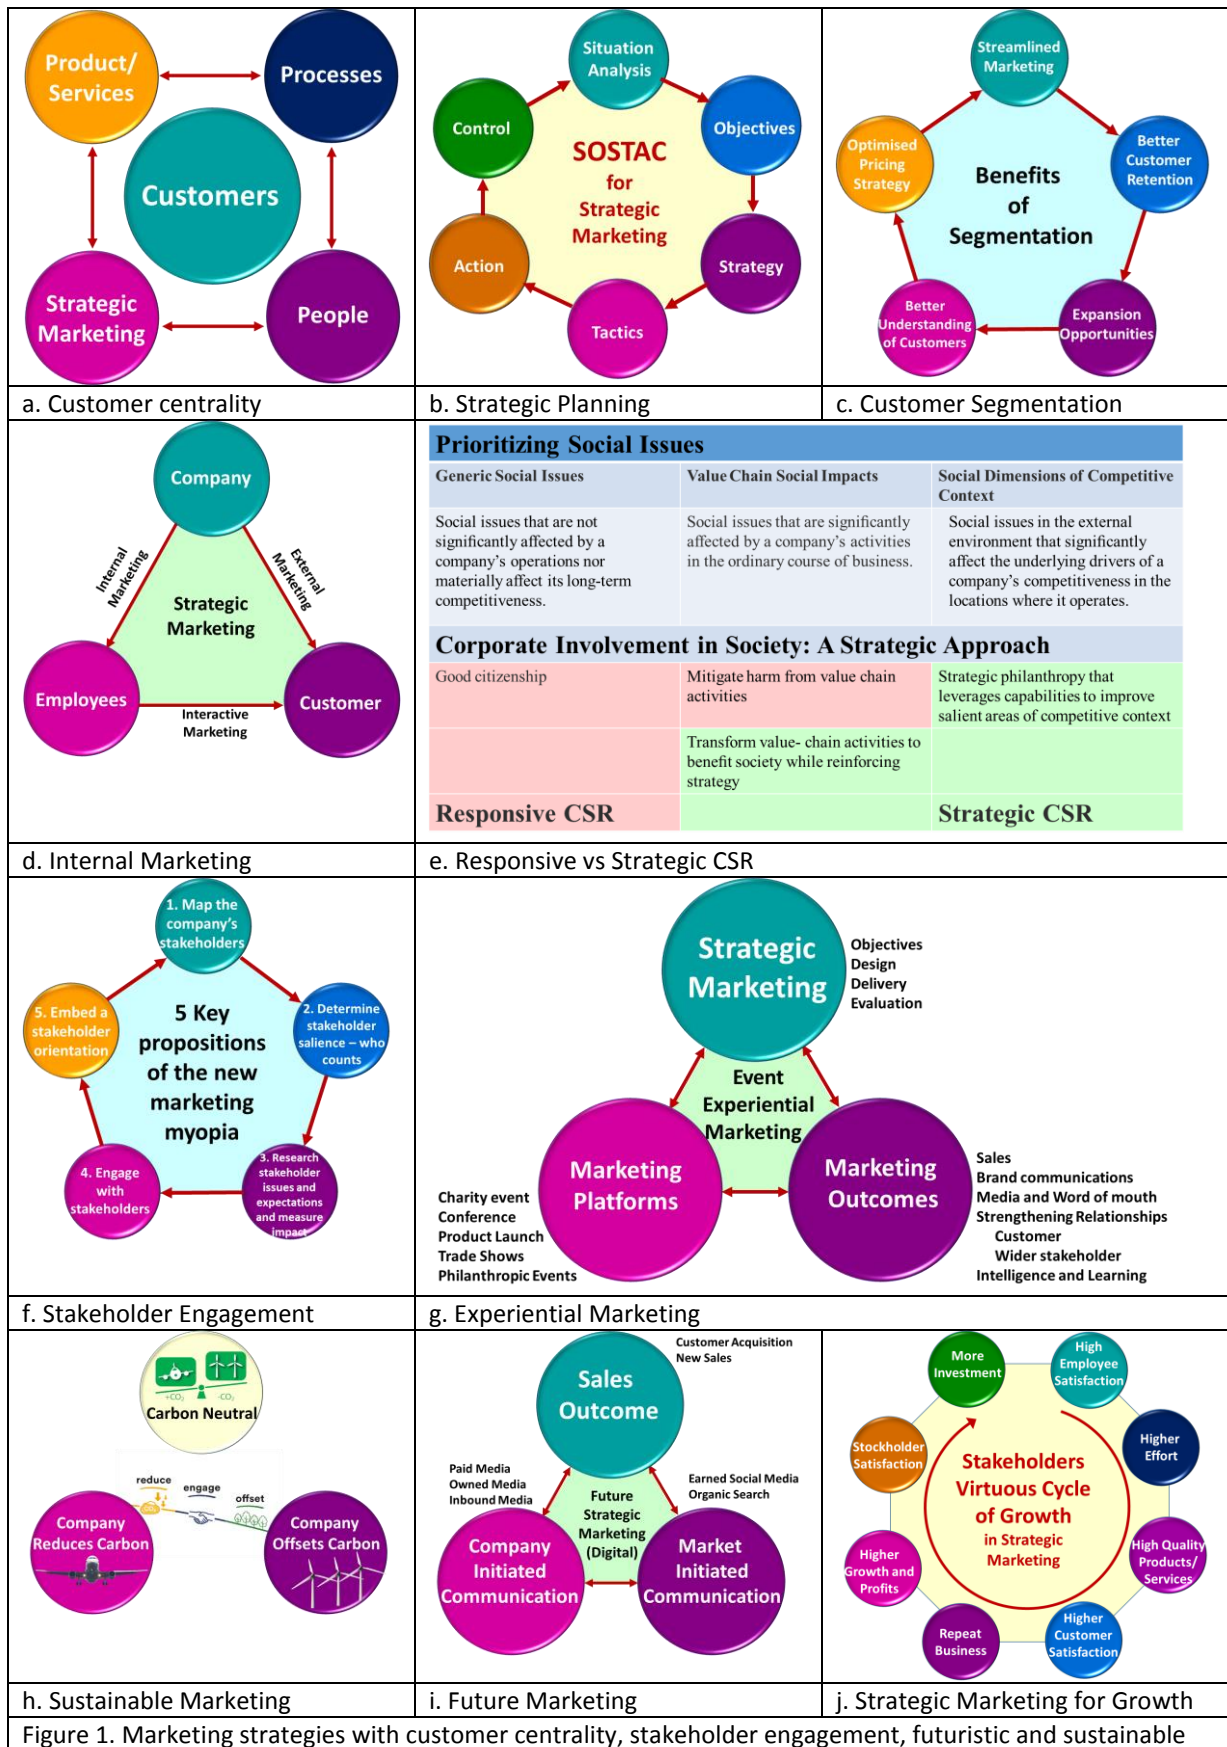 Product/
Services
Processes
Customers
Strategic
Marketing
People
a. Customer centrality
Situation
Analysis
Control
Objectives
SOSTAC
for
Strategic
Marketing
Action
Strategy
Tactics
b. Strategic Planning
Streamlined
Marketing
Optimised
Pricing
Strategy
Better
Customer
Retention
Benefits
of
Segmentation
Better
Understanding
of Customers
Expansion
Opportunities
c. Customer Segmentation
Company
Internal
Marketing
External
Marketing
Strategic
Marketing
Employees
Customer
Interactive
Marketing
d. Internal Marketing
Prioritizing Social Issues
Generic Social Issues
Value Chain Social Impacts
Social Dimensions of Competitive
Context
Social issues that are not
significantly affected by a
company's operations nor
materially affect its long-term
competitiveness.
Social issues that are significantly
affected by a company's activities
in the ordinary course of business.
Social issues in the external
environment that significantly
affect the underlying drivers of a
company's competitiveness in the
locations where it operates.
Corporate Involvement in Society: A Strategic Approach
Good citizenship
Mitigate harm from value chain
activities
Strategic philanthropy that
leverages capabilities to improve
salient areas of competitive context
Transform value- chain activities to
benefit society while reinforcing
strategy
Responsive CSR
Strategic CSR
e. Responsive vs Strategic CSR
1. Map the
company's
stakeholders
5. Embed a
stakeholder
orientation
2. Determine
stakeholder
salience – who
counts
5 Key
propositions
of the new
marketing
myopia
4. Engage
with
stakeholders
3. Research
stakeholder
issues and
expectations
and measure
impact
f. Stakeholder Engagement
Strategic
Marketing
Objectives
Design
Delivery
Evaluation
Event
Experiential
Marketing
Marketing
Platforms
Marketing
Outcomes
Charity event
Conference
Product Launch
Trade Shows
Philanthropic Events
Sales
Brand communications
Media and Word of mouth
Strengthening Relationships
Customer
Wider stakeholder
Intelligence and Learning
g. Experiential Marketing
+CO₂
-CO₂
Carbon Neutral
reduce
engage
offset
Company
Reduces Carbon
Company
Offsets Carbon
h. Sustainable Marketing
Customer Acquisition
New Sales
Sales
Outcome
Paid Media
Owned Media
Inbound Media
Earned Social Media
Organic Search
Future
Strategic
Marketing
(Digital)
Company
Initiated
Communication
Market
Initiated
Communication
i. Future Marketing
More
Investment
High
Employee
Satisfaction
Stockholder
Satisfaction
Higher
Effort
Stakeholders
Virtuous Cycle
of Growth
in Strategic
Marketing
Higher
Growth and
Profits
High Quality
Products/
Services
Repeat
Business
Higher
Customer
Satisfaction
j. Strategic Marketing for Growth
Figure 1. Marketing strategies with customer centrality, stakeholder engagement, futuristic and sustainable